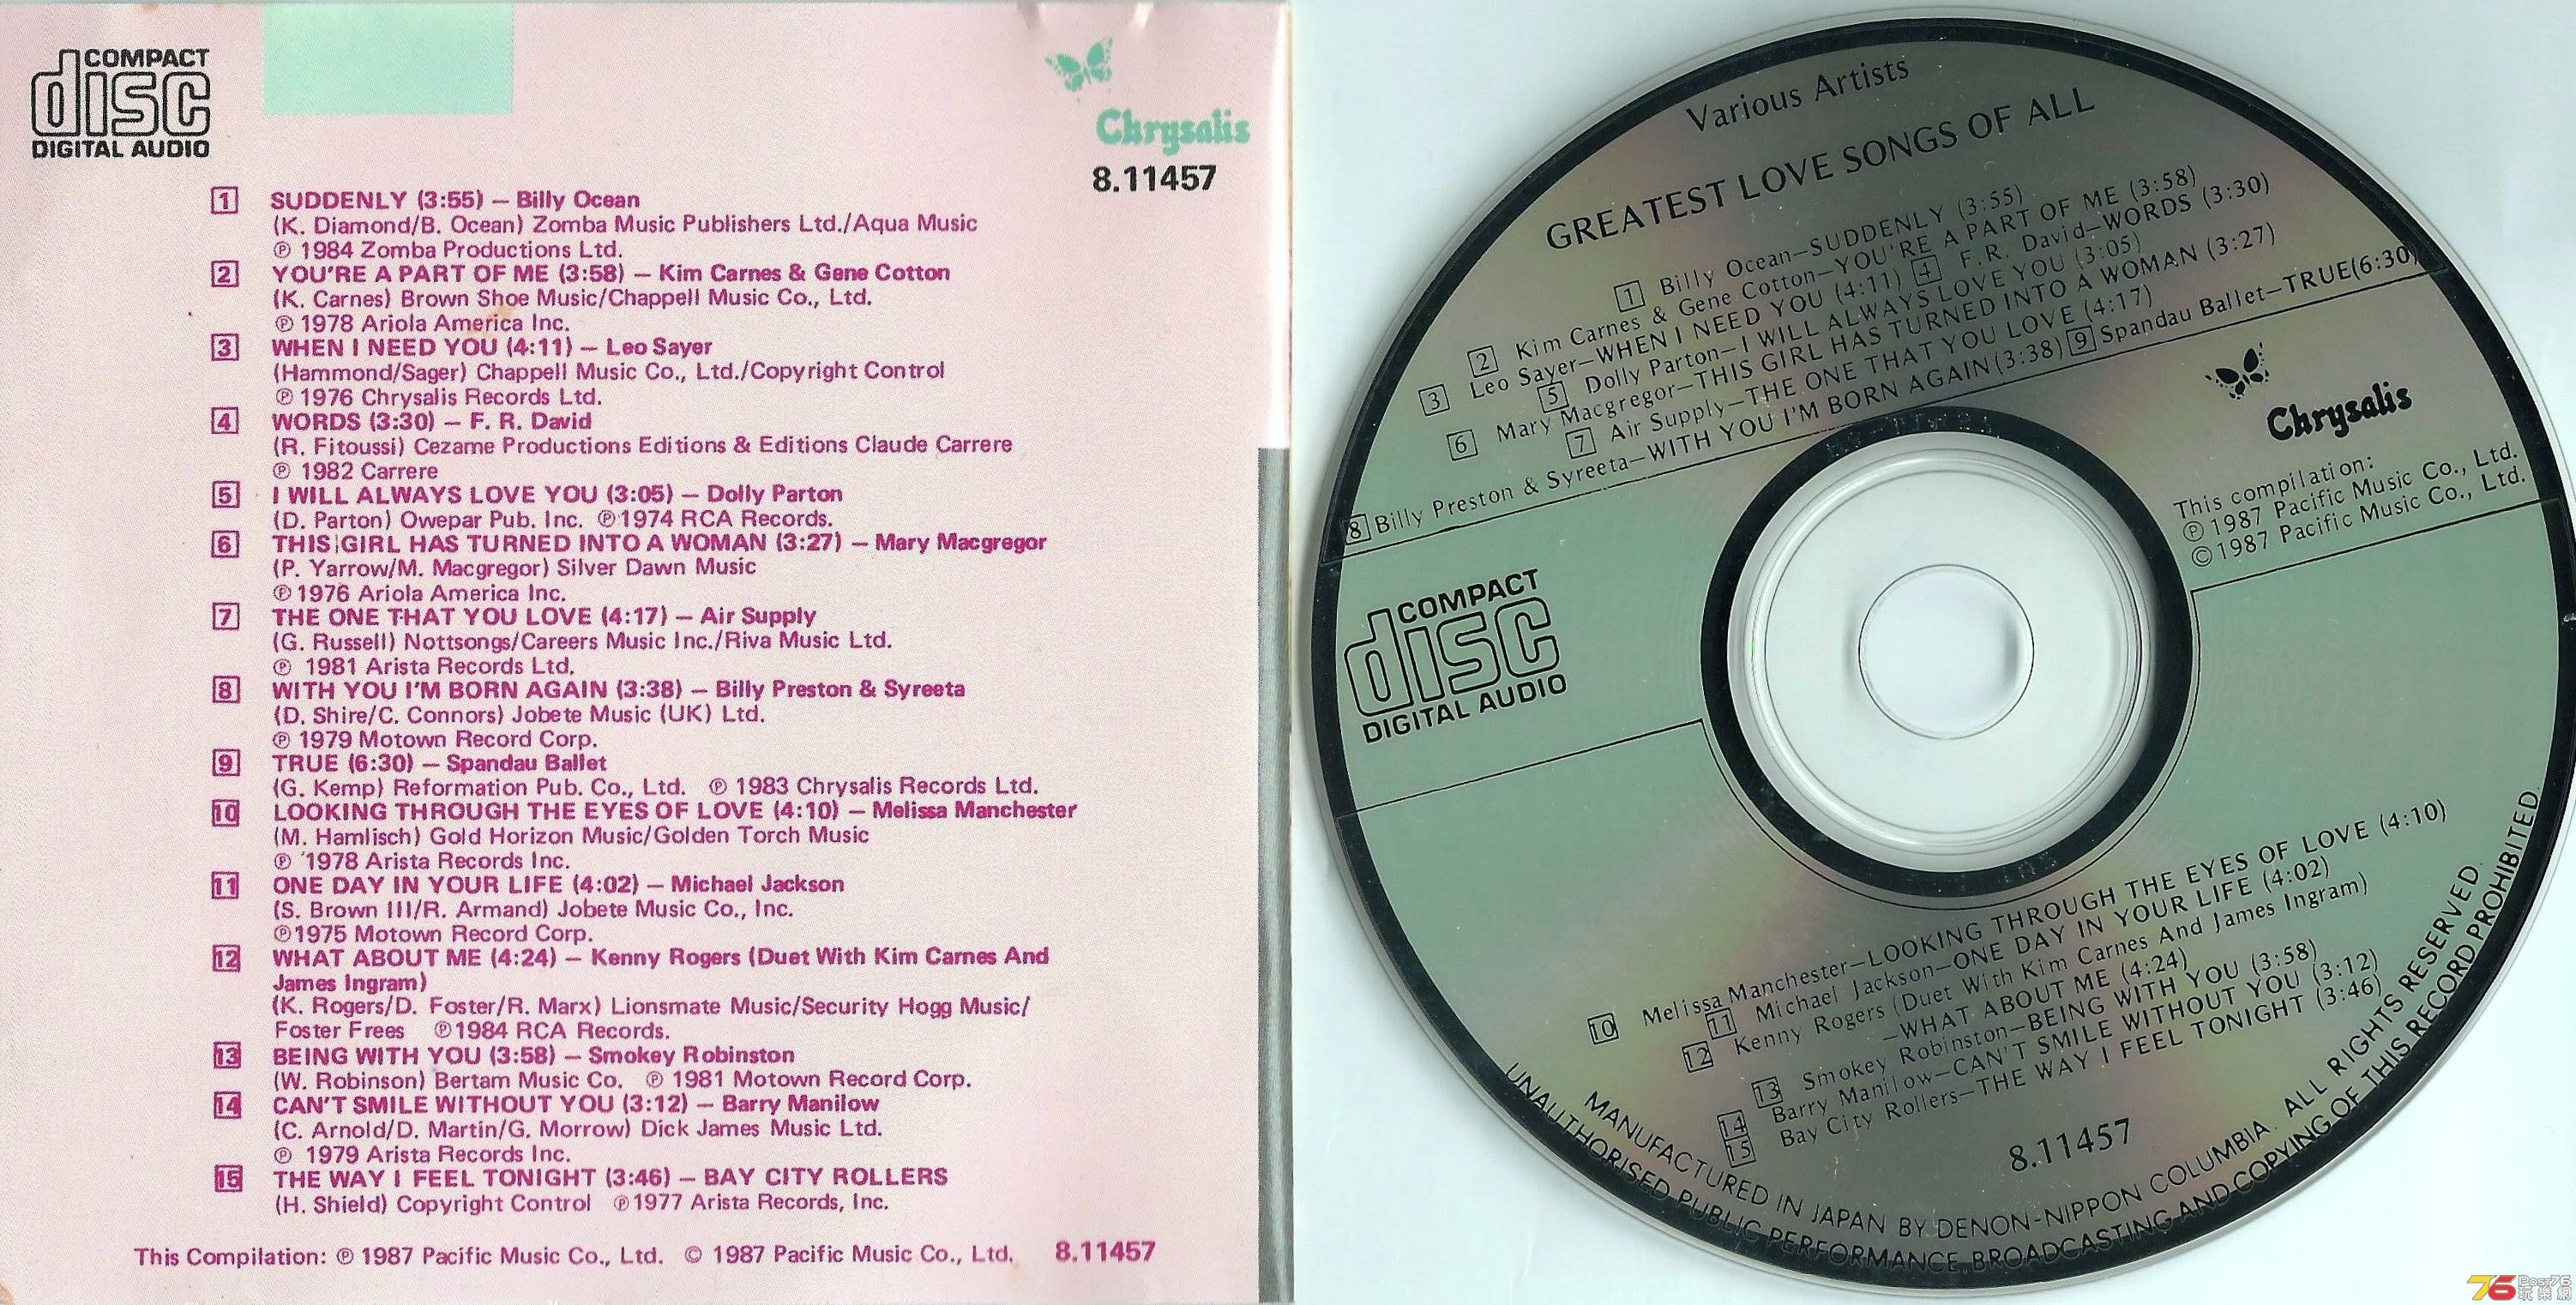 COMPACT
disc
DIGITAL AUDIO
Chrysalis
8.11457
1 SUDDENLY (3:55) — Billy Ocean
(K. Diamond/B. Ocean) Zomba Music Publishers Ltd./Aqua Music
℗ 1984 Zomba Productions Ltd.
2 YOU'RE A PART OF ME (3:58) — Kim Carnes & Gene Cotton
(K. Carnes) Brown Shoe Music/Chappell Music Co., Ltd.
℗ 1978 Ariola America Inc.
3 WHEN I NEED YOU (4:11) — Leo Sayer
(Hammond/Sager) Chappell Music Co., Ltd./Copyright Control
℗ 1976 Chrysalis Records Ltd.
4 WORDS (3:30) — F. R. David
(R. Fitoussi) Cezame Productions Editions & Editions Claude Carrere
℗ 1982 Carrere
5 I WILL ALWAYS LOVE YOU (3:05) — Dolly Parton
(D. Parton) Owepar Pub. Inc. ℗1974 RCA Records.
6 THIS GIRL HAS TURNED INTO A WOMAN (3:27) — Mary Macgregor
(P. Yarrow/M. Macgregor) Silver Dawn Music
℗ 1976 Ariola America Inc.
7 THE ONE THAT YOU LOVE (4:17) — Air Supply
(G. Russell) Nottsongs/Careers Music Inc./Riva Music Ltd.
℗ 1981 Arista Records Ltd.
8 WITH YOU I'M BORN AGAIN (3:38) — Billy Preston & Syreeta
(D. Shire/C. Connors) Jobete Music (UK) Ltd.
℗ 1979 Motown Record Corp.
9 TRUE (6:30) — Spandau Ballet
(G. Kemp) Reformation Pub. Co., Ltd. ℗ 1983 Chrysalis Records Ltd.
10 LOOKING THROUGH THE EYES OF LOVE (4:10) — Melissa Manchester
(M. Hamlisch) Gold Horizon Music/Golden Torch Music
℗ 1978 Arista Records Inc.
11 ONE DAY IN YOUR LIFE (4:02) — Michael Jackson
(S. Brown III/R. Armand) Jobete Music Co., Inc.
℗1975 Motown Record Corp.
12 WHAT ABOUT ME (4:24) — Kenny Rogers (Duet With Kim Carnes And
James Ingram)
(K. Rogers/D. Foster/R. Marx) Lionsmate Music/Security Hogg Music/
Foster Frees ℗1984 RCA Records.
13 BEING WITH YOU (3:58) — Smokey Robinston
(W. Robinson) Bertam Music Co. ℗ 1981 Motown Record Corp.
14 CAN'T SMILE WITHOUT YOU (3:12) — Barry Manilow
(C. Arnold/D. Martin/G. Morrow) Dick James Music Ltd.
℗ 1979 Arista Records Inc.
15 THE WAY I FEEL TONIGHT (3:46) — BAY CITY ROLLERS
(H. Shield) Copyright Control ℗1977 Arista Records, Inc.
This Compilation: ℗ 1987 Pacific Music Co., Ltd. © 1987 Pacific Music Co., Ltd. 8.11457
Various Artists
GREATEST LOVE SONGS OF ALL
1 Billy Ocean—SUDDENLY (3:55)
2 Kim Carnes & Gene Cotton—YOU'RE A PART OF ME (3:58)
3 Leo Sayer—WHEN I NEED YOU (4:11) 4 F.R. David—WORDS (3:30)
5 Dolly Parton—I WILL ALWAYS LOVE YOU (3:05)
6 Mary Macgregor—THIS GIRL HAS TURNED INTO A WOMAN (3:27)
7 Air Supply—THE ONE THAT YOU LOVE (4:17)
8 Billy Preston & Syreeta—WITH YOU I'M BORN AGAIN (3:38) 9 Spandau Ballet—TRUE(6:30)
Chrysalis
This compilation:
℗ 1987 Pacific Music Co., Ltd.
© 1987 Pacific Music Co., Ltd.
COMPACT
disc
DIGITAL AUDIO
10 Melissa Manchester—LOOKING THROUGH THE EYES OF LOVE (4:10)
11 Michael Jackson—ONE DAY IN YOUR LIFE (4:02)
12 Kenny Rogers (Duet With Kim Carnes And James Ingram)
—WHAT ABOUT ME (4:24)
13 Smokey Robinston—BEING WITH YOU (3:58)
14 Barry Manilow—CAN'T SMILE WITHOUT YOU (3:12)
15 Bay City Rollers—THE WAY I FEEL TONIGHT (3:46)
8.11457
MANUFACTURED IN JAPAN BY DENON-NIPPON COLUMBIA. ALL RIGHTS RESERVED.
UNAUTHORISED PUBLIC PERFORMANCE, BROADCASTING AND COPYING OF THIS RECORD PROHIBITED.
76 Post76
玩樂網